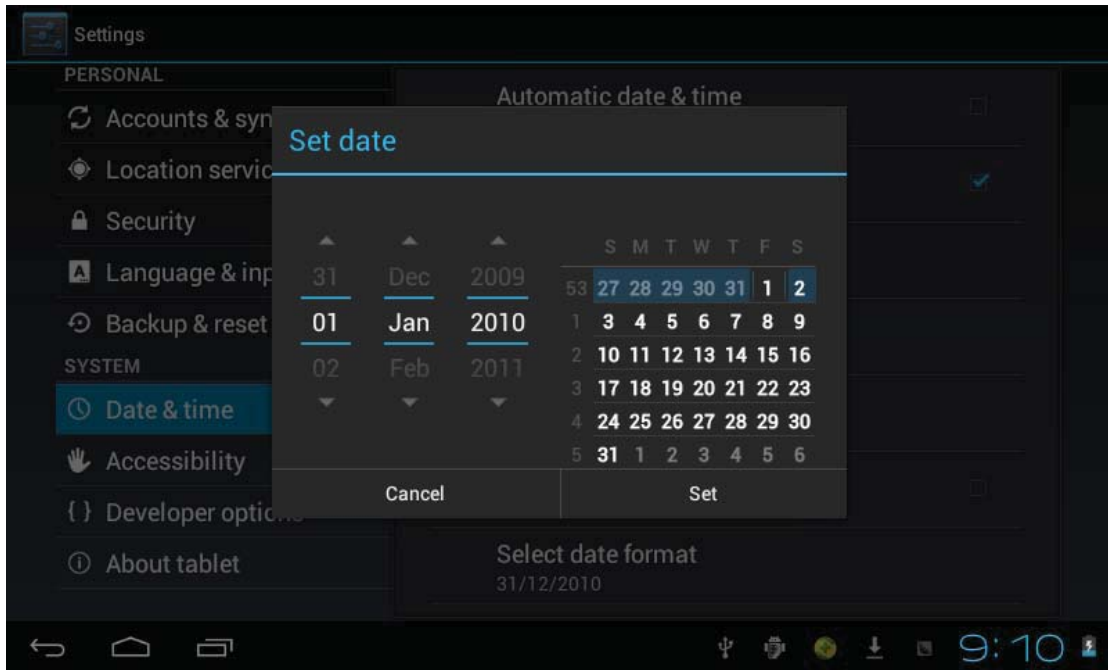 Settings
PERSONAL
Accounts & syn
Location servic
Security
Language & inp
Backup & reset
SYSTEM
Date & time
Accessibility
{ } Developer options
About tablet
Automatic date & time
Set date
31 Dec 2009
01 Jan 2010
02 Feb 2011
S M T W T F S
53 27 28 29 30 31 1 2
1 3 4 5 6 7 8 9
2 10 11 12 13 14 15 16
3 17 18 19 20 21 22 23
4 24 25 26 27 28 29 30
5 31 1 2 3 4 5 6
Cancel Set
Select date format
31/12/2010
9:10